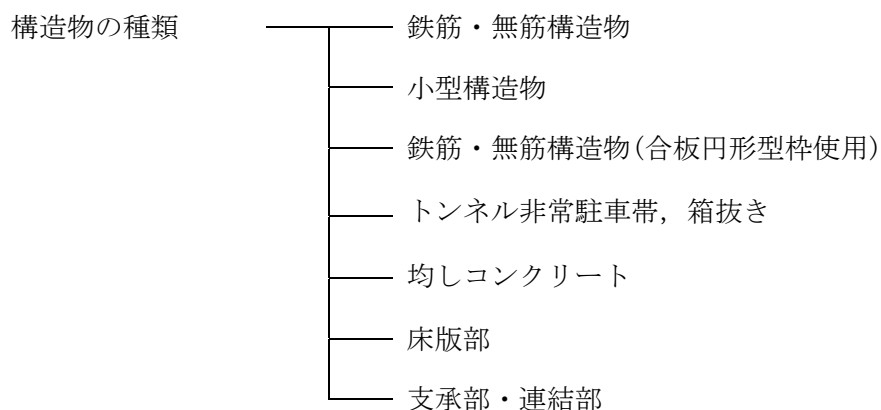 構造物の種類 鉄筋・無筋構造物
小型構造物
鉄筋・無筋構造物(合板円形型枠使用)
トンネル非常駐車帯，箱抜き
均しコンクリート
床版部
支承部・連結部